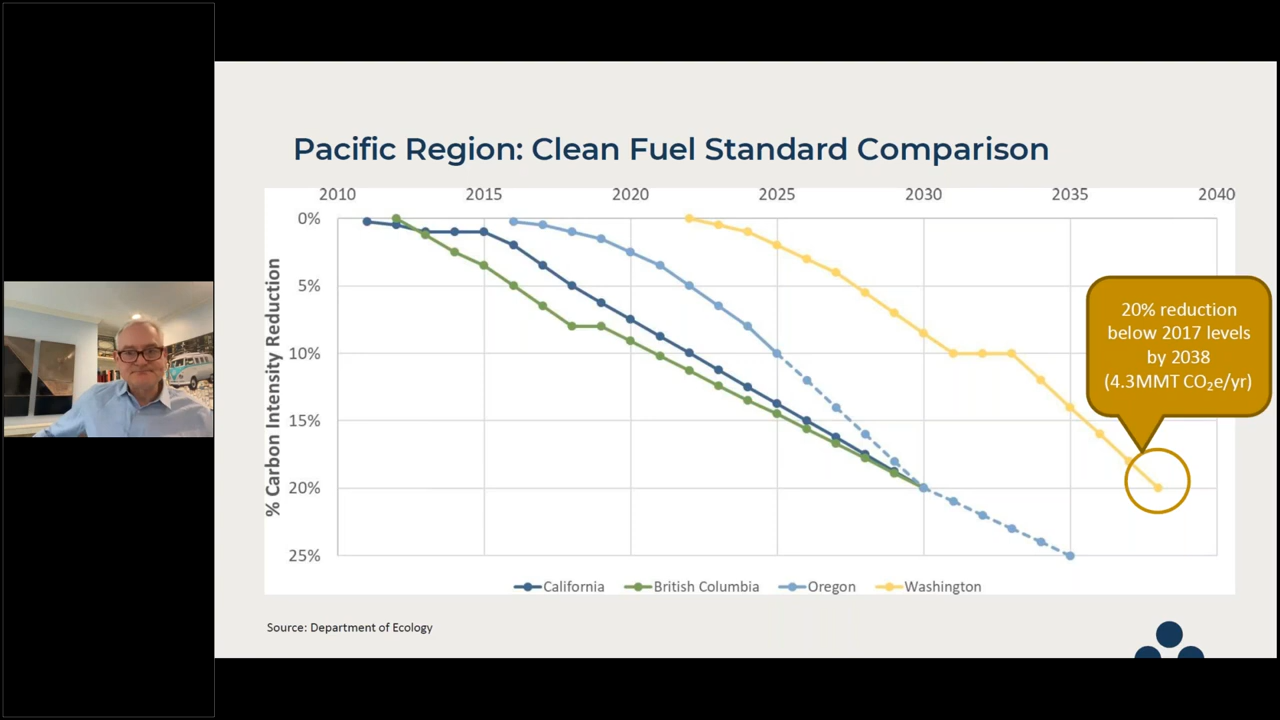 Pacific Region: Clean Fuel Standard Comparison
2010 2015 2020 2025 2030 2035 2040
0%
5%
10%
15%
20%
25%
% Carbon Intensity Reduction
20% reduction
below 2017 levels
by 2038
(4.3MMT CO₂e/yr)
California British Columbia Oregon Washington
Source: Department of Ecology